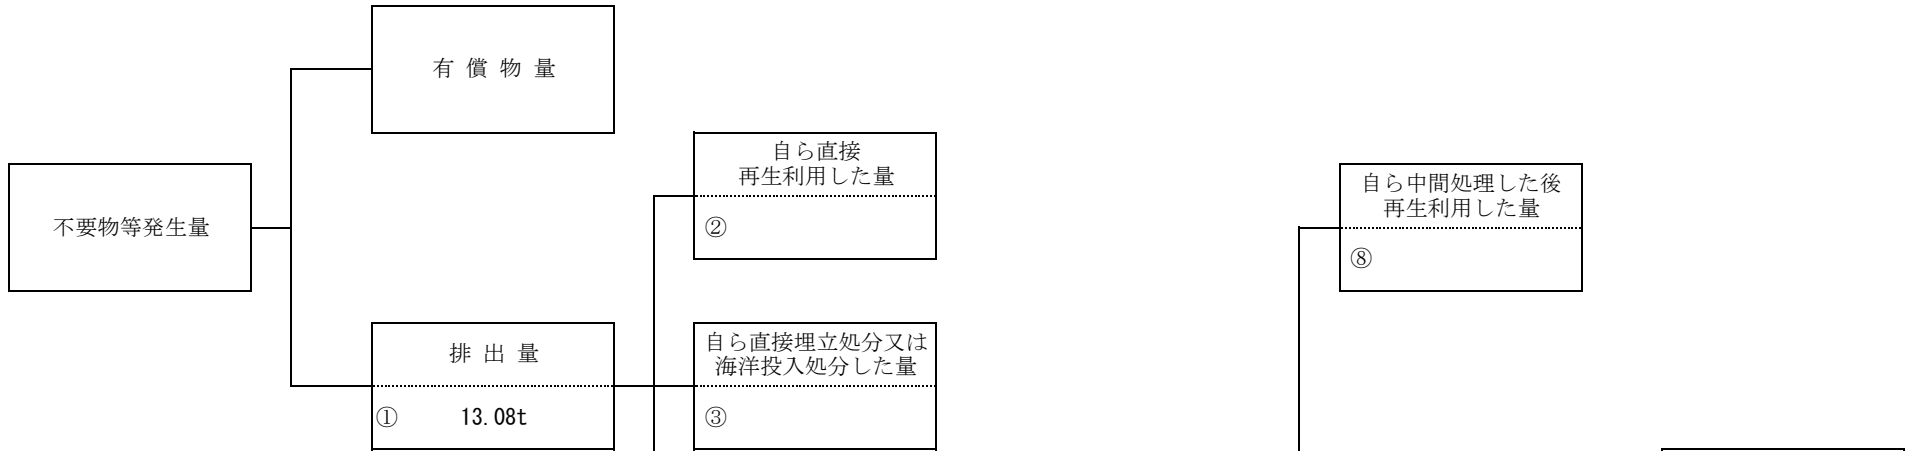 有 償 物 量
自ら直接
再生利用した量
②
自ら中間処理した後
再生利用した量
⑧
不要物等発生量
排 出 量
① 13.08t
自ら直接埋立処分又は
海洋投入処分した量
③